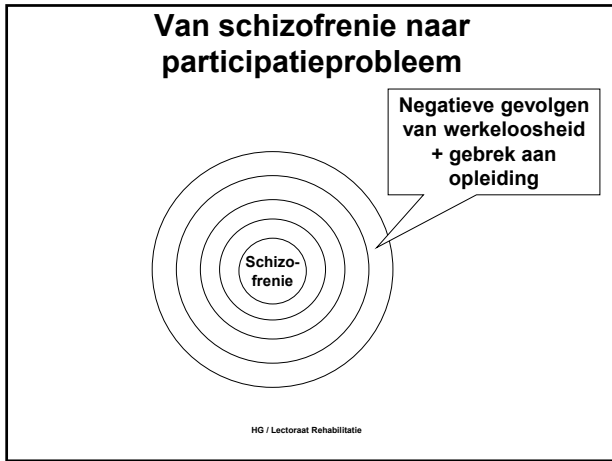 Van schizofrenie naar
participatieprobleem
Negatieve gevolgen
van werkeloosheid
+ gebrek aan
opleiding
Schizo-
frenie
HG / Lectoraat Rehabilitatie